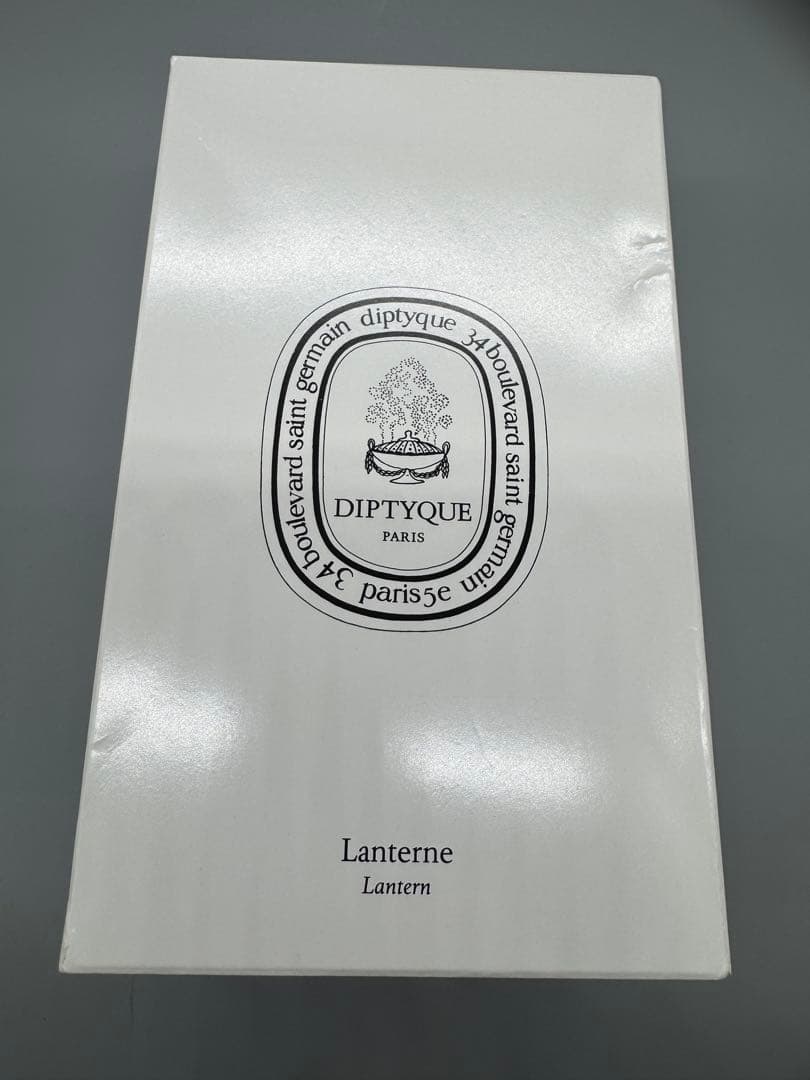 diptyque 34 boulevard saint germain paris 5e 34 boulevard saint germain
DIPTYQUE
PARIS
Lanterne
Lantern